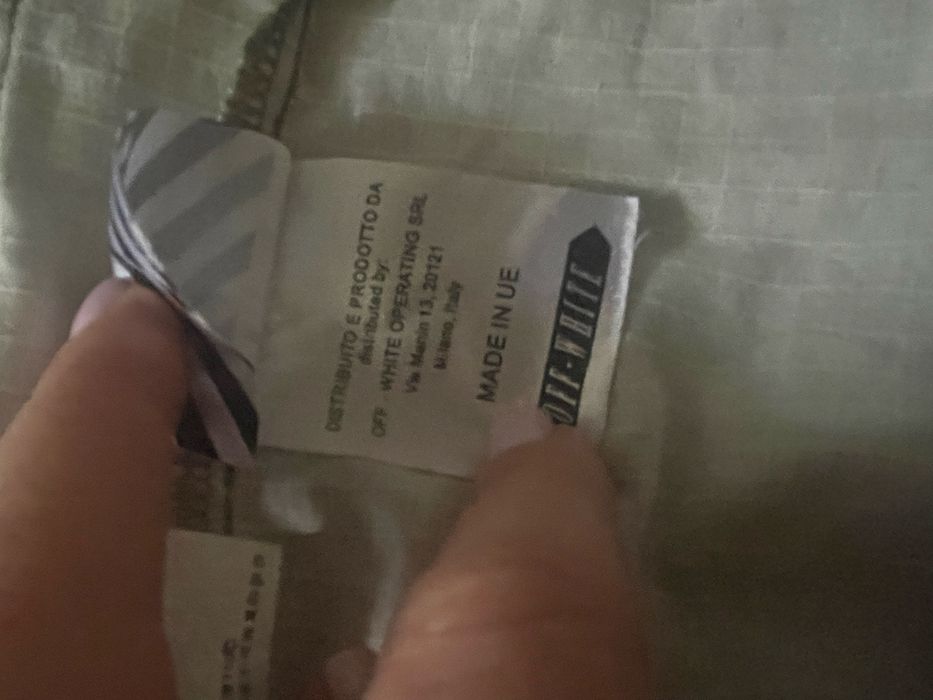 DISTRIBUITO E PRODOTTO DA
distributed by:
OFF - WHITE OPERATING SRL
Via Manin 13, 20121
Milano, Italy
MADE IN UE
OFF-WHITE